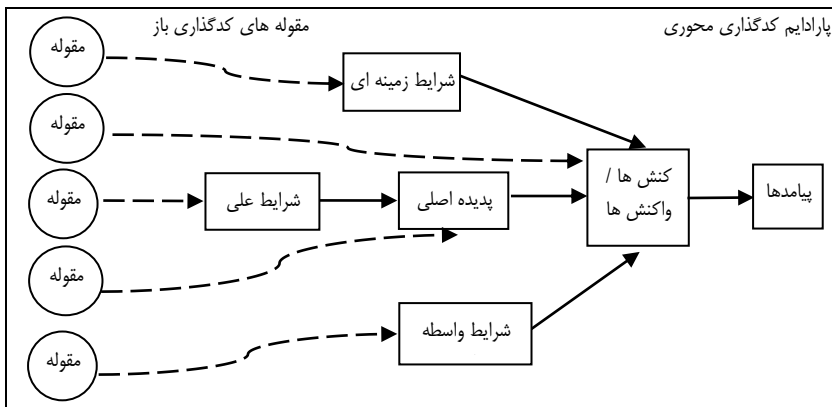 پارادایم کدگذاری محوری
مقوله های کدگذاری باز
مقوله
مقوله
مقوله
مقوله
مقوله
شرایط زمینه ای
شرایط علی
پدیده اصلی
شرایط واسطه
کنش ها /
واکنش ها
پیامدها